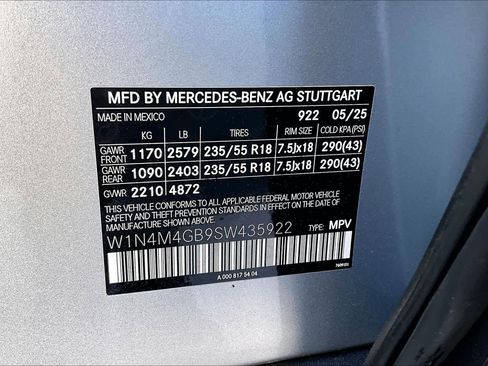 MFD BY MERCEDES-BENZ AG STUTTGART
MADE IN MEXICO 922 05/25
KG LB TIRES RIM SIZE COLD KPA (PSI)
GAWR FRONT 1170 2579 235/55 R18 7.5Jx18 290(43)
GAWR REAR 1090 2403 235/55 R18 7.5Jx18 290(43)
GVWR 2210 4872
THIS VEHICLE CONFORMS TO ALL APPLICABLE FEDERAL MOTOR VEHICLE
SAFETY AND THEFT PREVENTION STANDARDS IN EFFECT ON THE DATE
OF MANUFACTURE SHOWN ABOVE.
W1N4M4GB9SW435922 TYPE: MPV
A 000 817 54 04